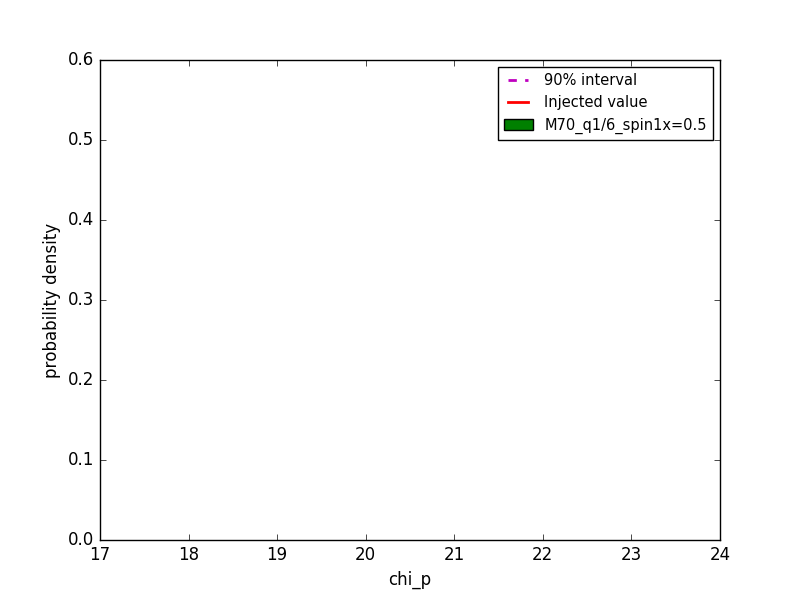 0.6
0.5
0.4
0.3
0.2
0.1
0.0
probability density
90% interval
Injected value
M70_q1/6_spin1x=0.5
17 18 19 20 21 22 23 24
chi_p